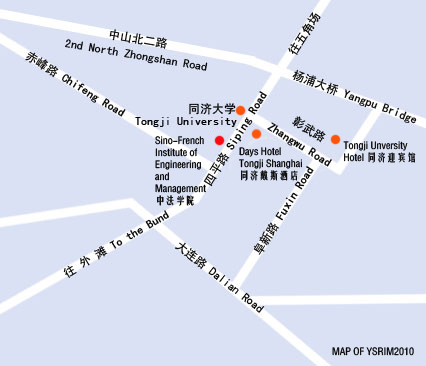 中山北二路
2nd North Zhongshan Road
往五角场
赤峰路 Chifeng Road
杨浦大桥 Yangpu Bridge
同济大学
Tongji University
四平路 Siping Road
彰武路
Zhangwu Road
Sino-French
Institute of
Engineering
and
Management
中法学院
Days Hotel
Tongji Shanghai
同济戴斯酒店
Tongji Unversity
Hotel 同济迎宾馆
阜新路 Fuxin Road
往 外 滩 To the Bund
大连路 Dalian Road
MAP OF YSRIM2010